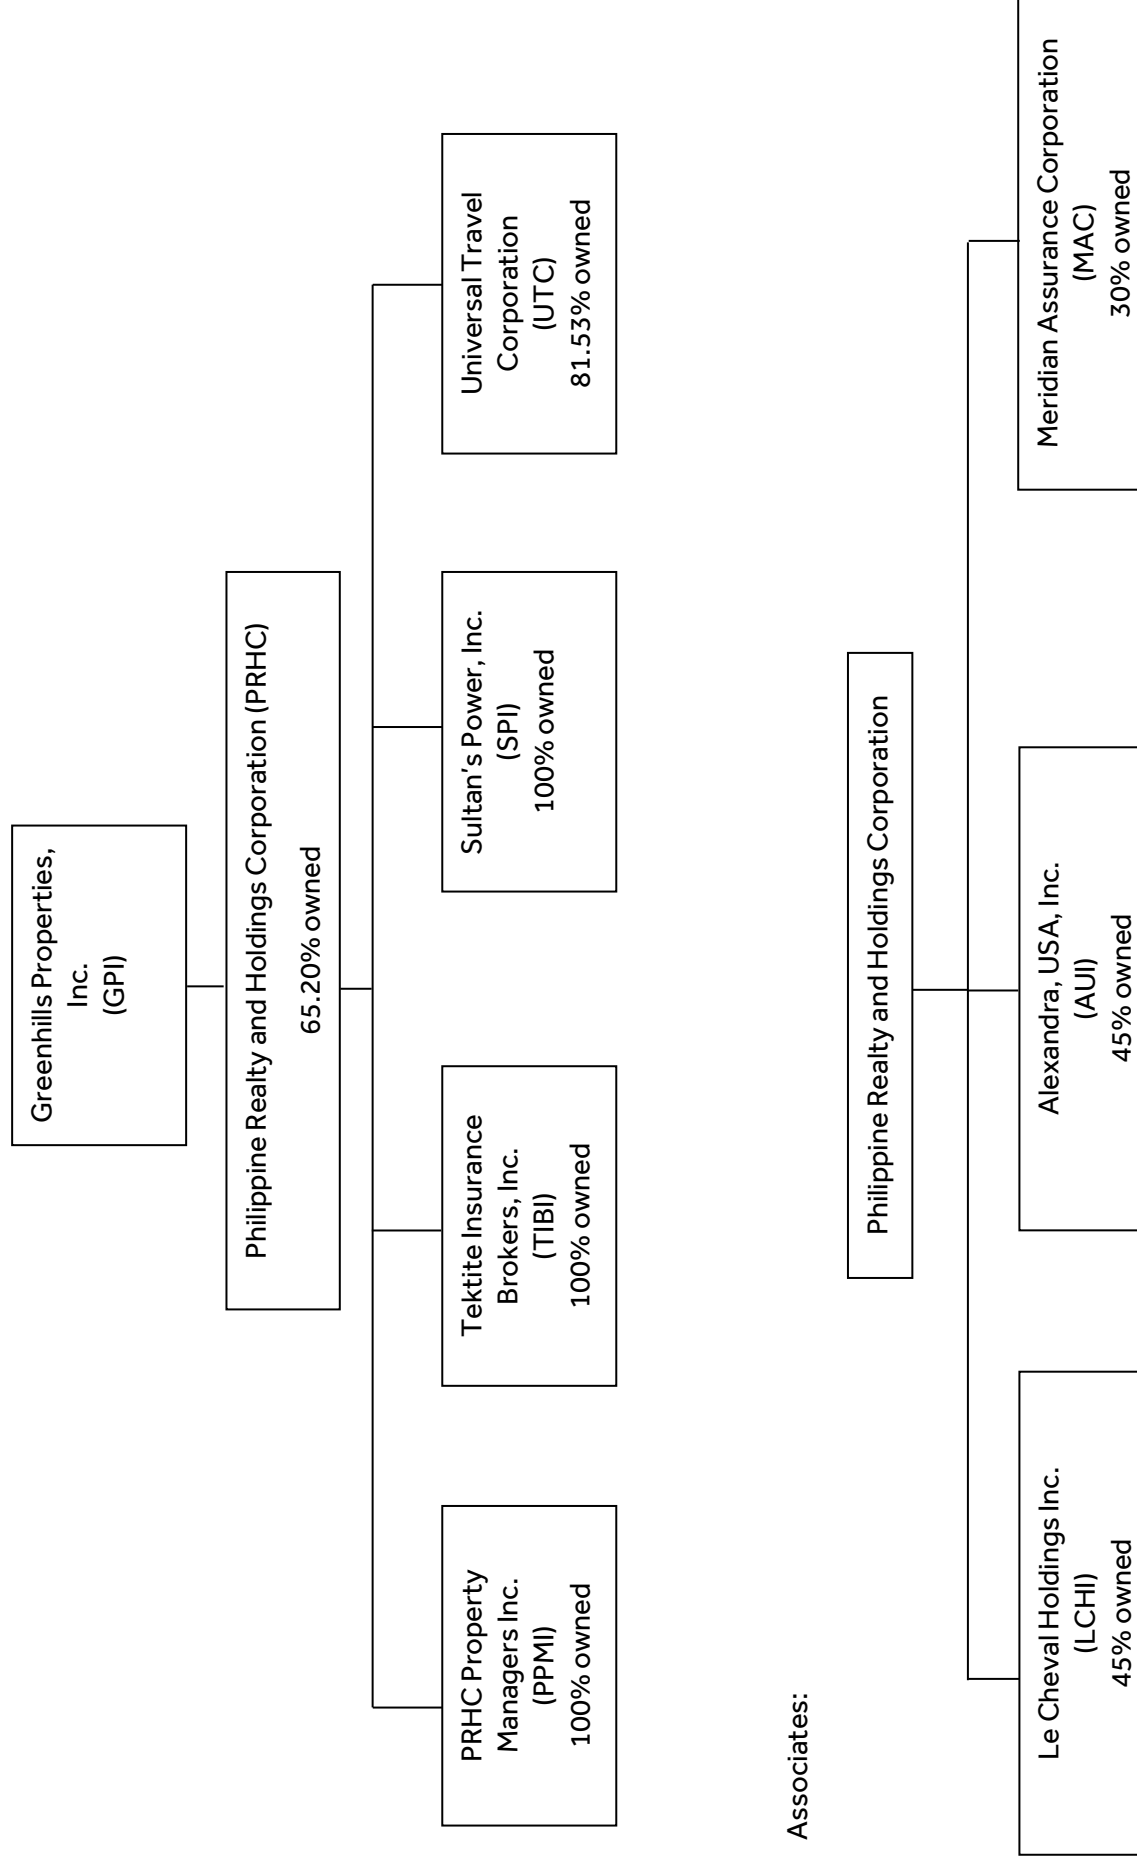 Greenhills Properties,
Inc.
(GPI)
Philippine Realty and Holdings Corporation (PRHC)
65.20% owned
PRHC Property
Managers Inc.
(PPMI)
100% owned
Tektite Insurance
Brokers, Inc.
(TIBI)
100% owned
Sultan's Power, Inc.
(SPI)
100% owned
Universal Travel
Corporation
(UTC)
81.53% owned
Associates:
Philippine Realty and Holdings Corporation
Le Cheval Holdings Inc.
(LCHI)
45% owned
Alexandra, USA, Inc.
(AUI)
45% owned
Meridian Assurance Corporation
(MAC)
30% owned